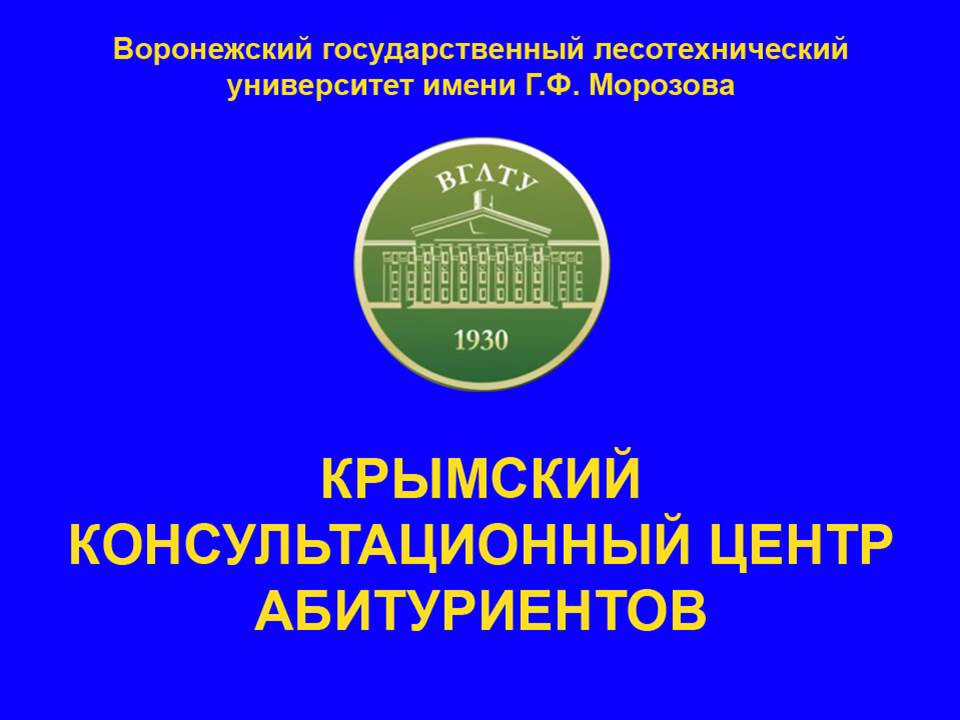 Воронежский государственный лесотехнический
университет имени Г.Ф. Морозова
ВГЛТУ
1930
КРЫМСКИЙ
КОНСУЛЬТАЦИОННЫЙ ЦЕНТР
АБИТУРИЕНТОВ